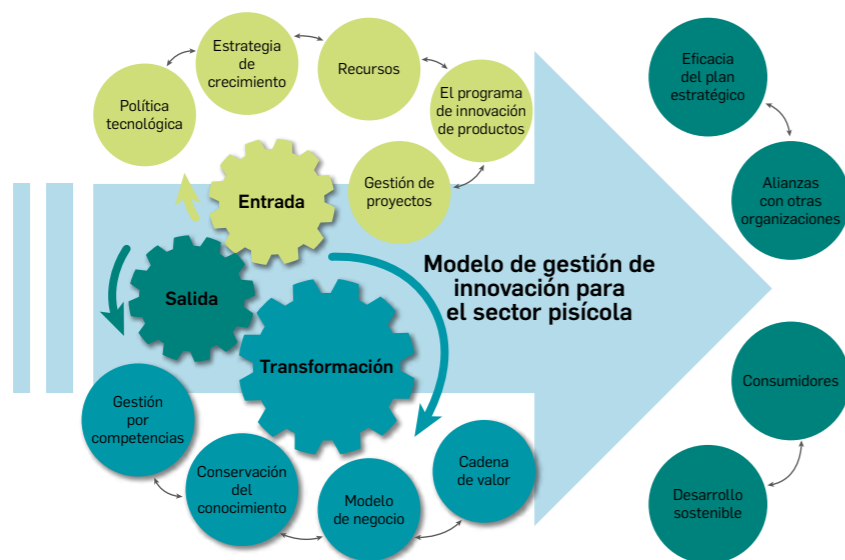 Política
tecnológica
Estrategia
de
crecimiento
Recursos
El programa
de innovación
de productos
Gestión de
proyectos
Entrada
Salida
Transformación
Modelo de gestión de
innovación para
el sector pisícola
Gestión
por
competencias
Conservación
del
conocimiento
Modelo
de negocio
Cadena
de valor
Eficacia
del plan
estratégico
Alianzas
con otras
organizaciones
Consumidores
Desarrollo
sostenible